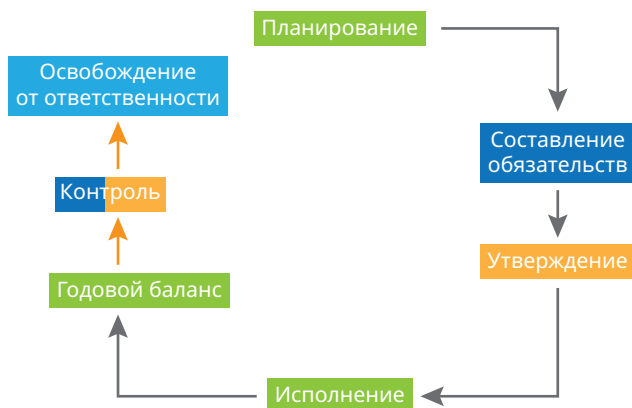 Планирование
Освобождение
от ответственности
Составление
обязательств
Контроль
Утверждение
Годовой баланс
Исполнение